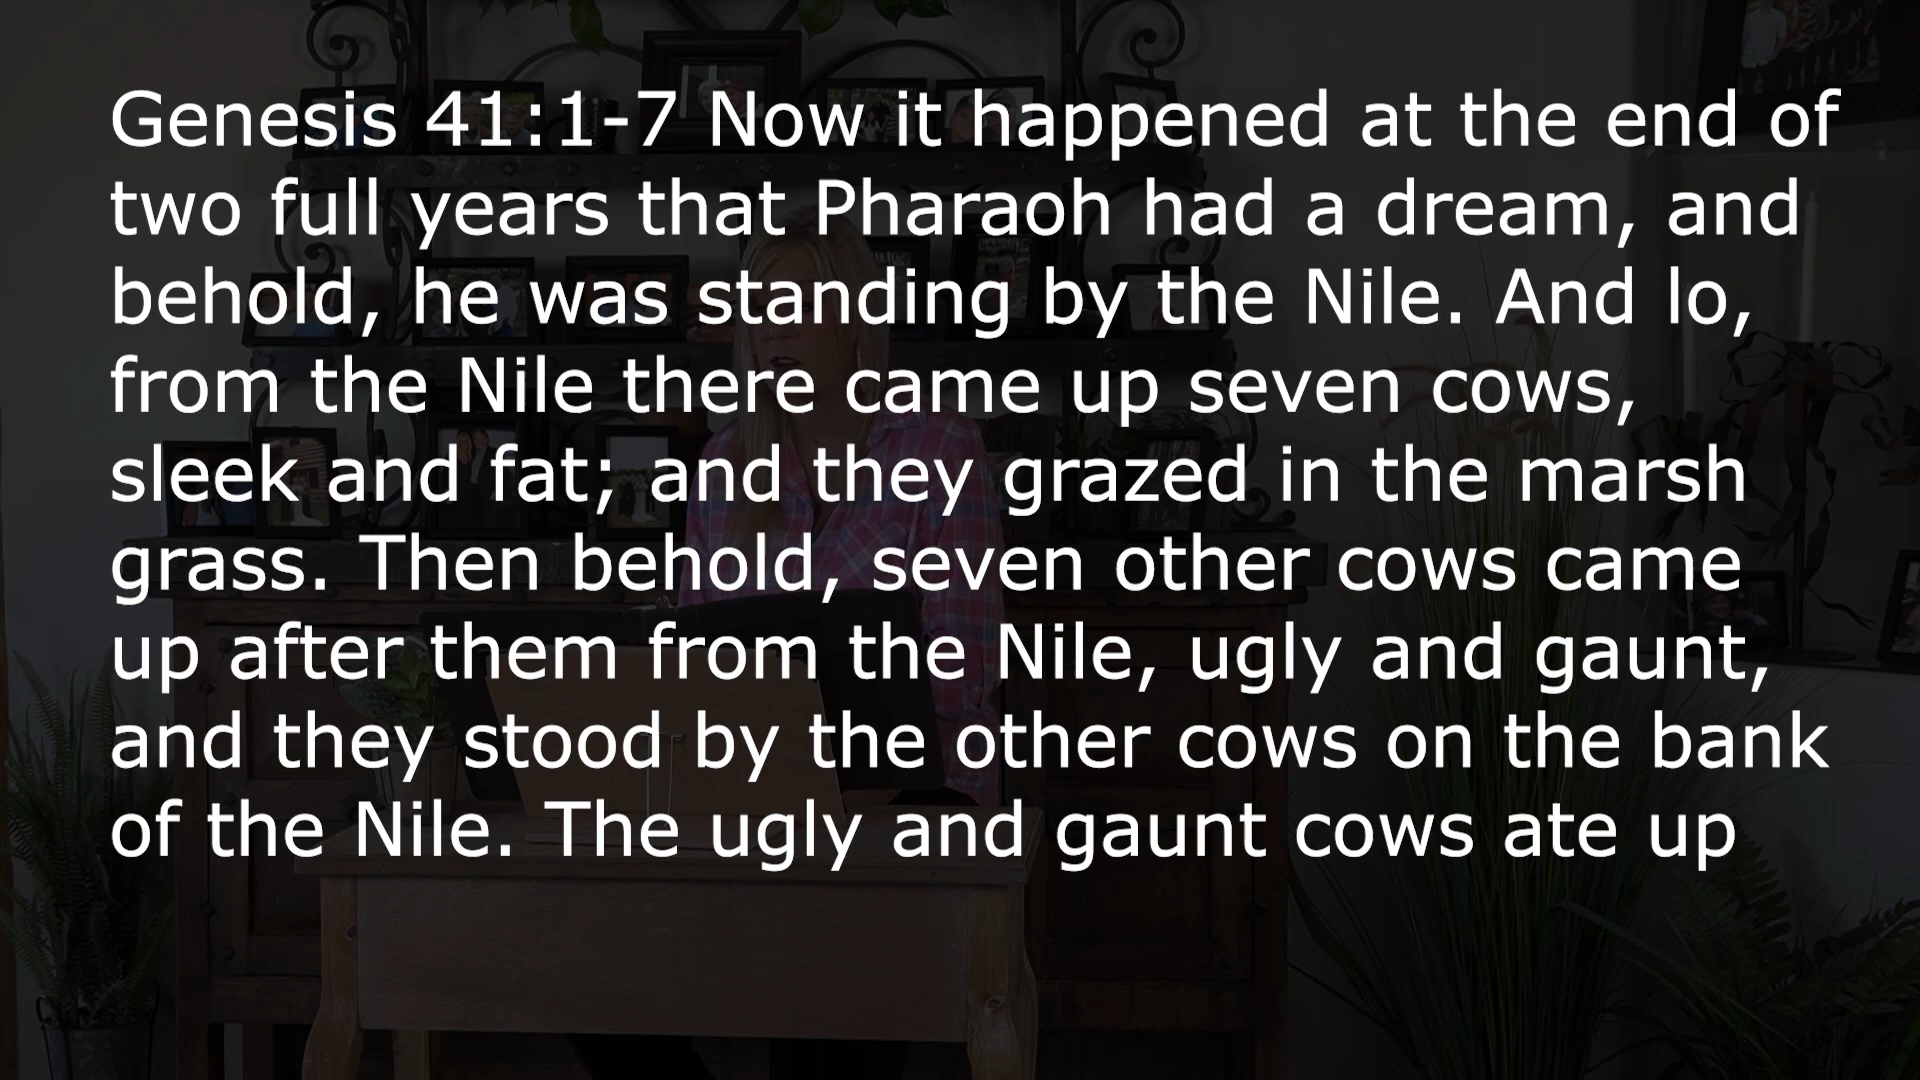 Genesis 41:1-7 Now it happened at the end of
two full years that Pharaoh had a dream, and
behold, he was standing by the Nile. And lo,
from the Nile there came up seven cows,
sleek and fat; and they grazed in the marsh
grass. Then behold, seven other cows came
up after them from the Nile, ugly and gaunt,
and they stood by the other cows on the bank
of the Nile. The ugly and gaunt cows ate up